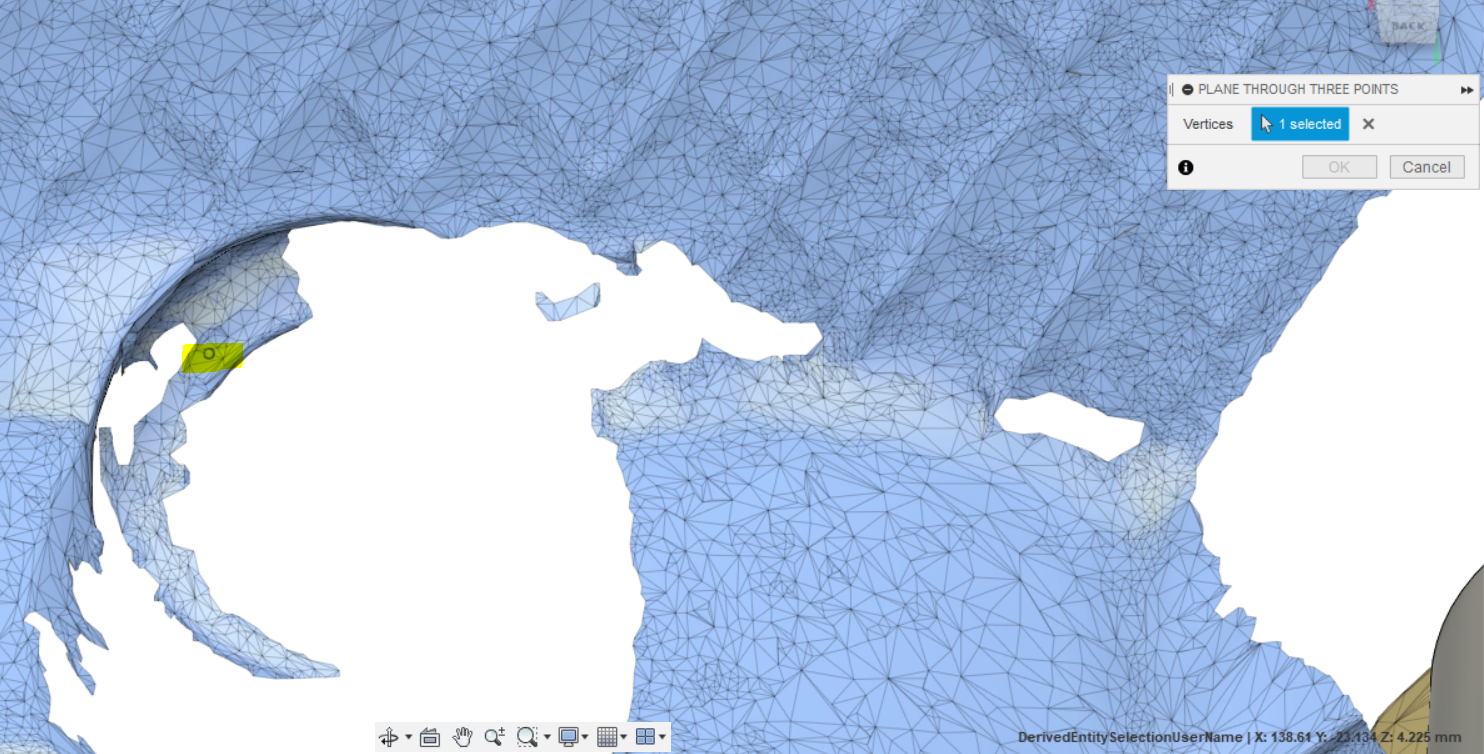 BACK
PLANE THROUGH THREE POINTS
Vertices 1 selected
OK Cancel
DerivedEntitySelectionUserName | X: 138.61 Y: -23.134 Z: 4.225 mm